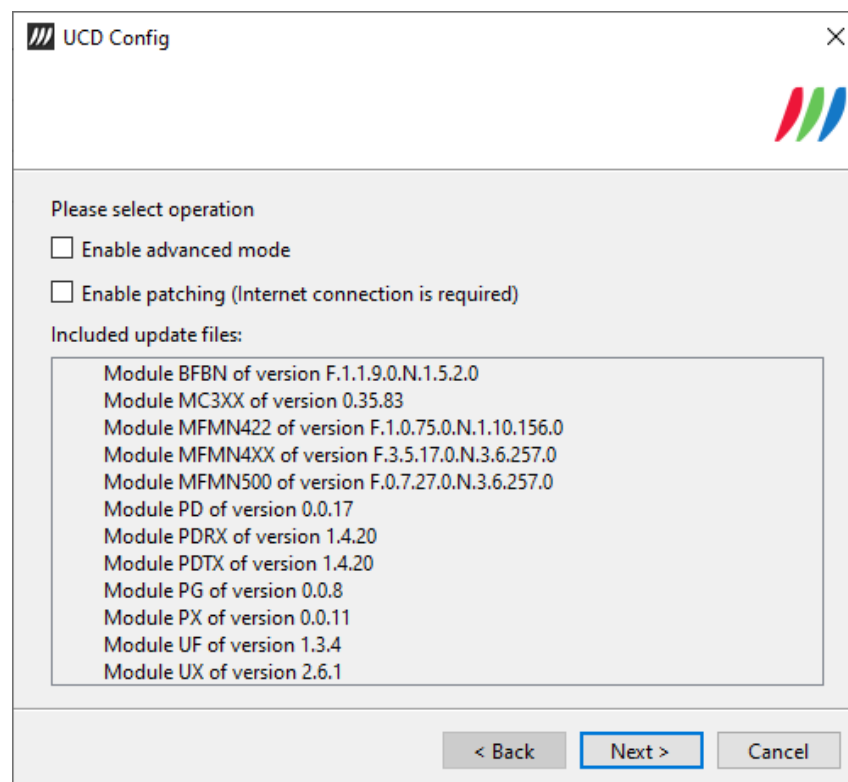 UCD Config
Please select operation
Enable advanced mode
Enable patching (Internet connection is required)
Included update files:
Module BFBN of version F.1.1.9.0.N.1.5.2.0
Module MC3XX of version 0.35.83
Module MFMN422 of version F.1.0.75.0.N.1.10.156.0
Module MFMN4XX of version F.3.5.17.0.N.3.6.257.0
Module MFMN500 of version F.0.7.27.0.N.3.6.257.0
Module PD of version 0.0.17
Module PDRX of version 1.4.20
Module PDTX of version 1.4.20
Module PG of version 0.0.8
Module PX of version 0.0.11
Module UF of version 1.3.4
Module UX of version 2.6.1
< Back
Next >
Cancel